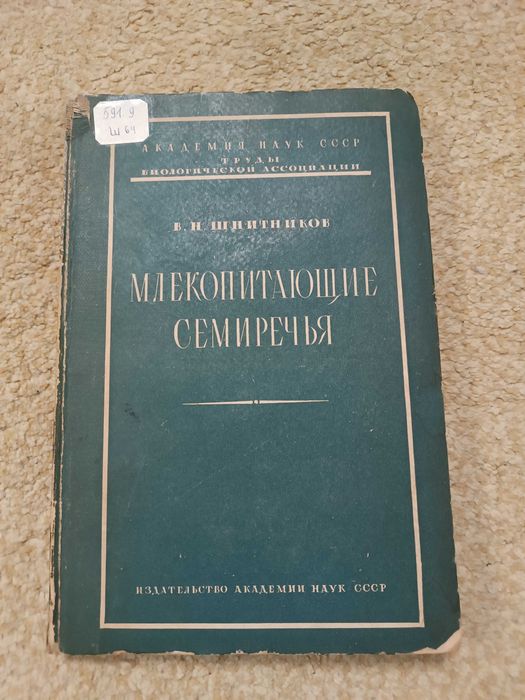 591.9
Ш 64
АКАДЕМИЯ НАУК СССР
ТРУДЫ
БИОЛОГИЧЕСКОЙ АССОЦИАЦИИ
В. Н. ШНИТНИКОВ
МЛЕКОПИТАЮЩИЕ
СЕМИРЕЧЬЯ
ИЗДАТЕЛЬСТВО АКАДЕМИИ НАУК СССР